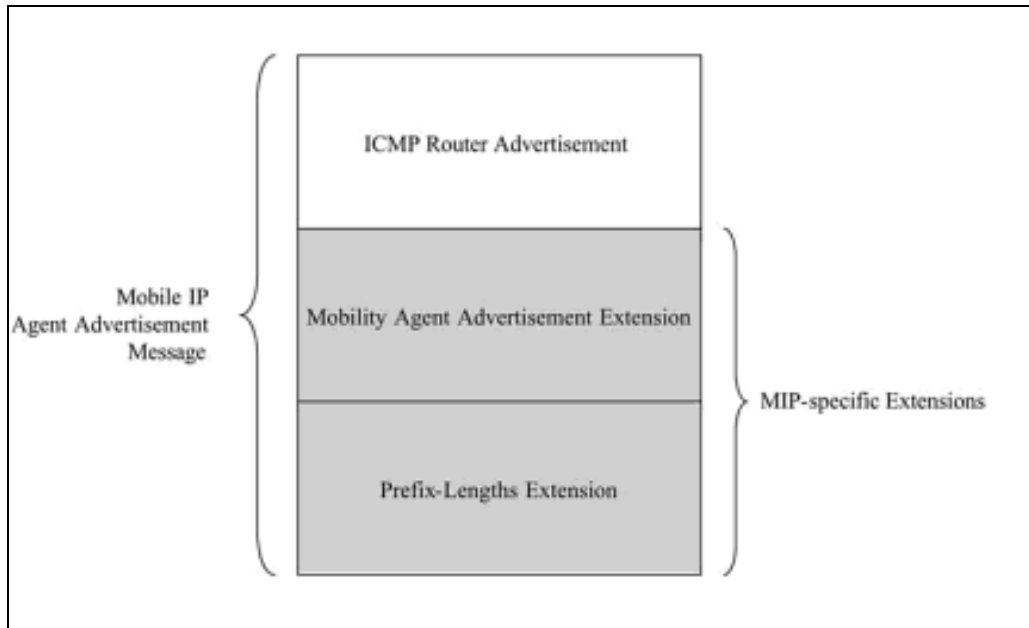 ICMP Router Advertisement
Mobility Agent Advertisement Extension
Prefix-Lengths Extension
Mobile IP
Agent Advertisement
Message
MIP-specific Extensions